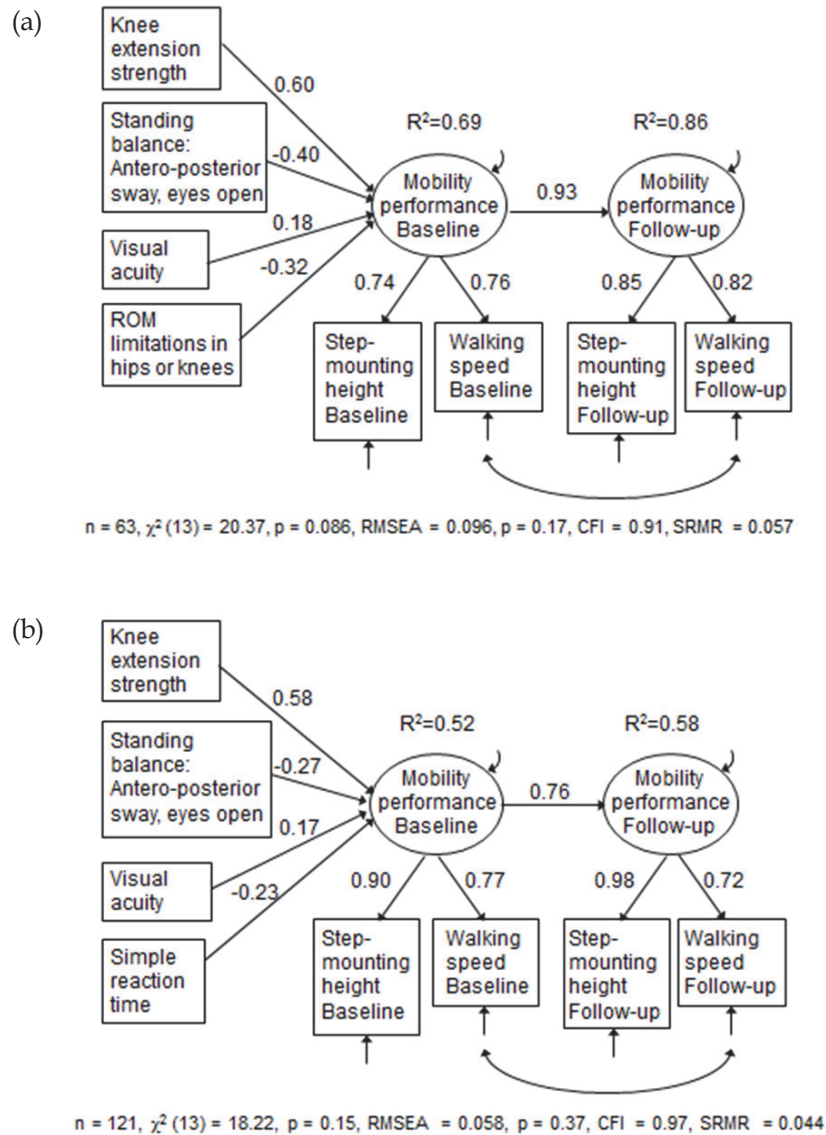 (a)
Knee
extension
strength
0.60
Standing
balance:
Antero-posterior
sway, eyes open
-0.40
Visual
acuity
0.18
ROM
limitations in
hips or knees
-0.32
R²=0.69
Mobility
performance
Baseline
0.93
R²=0.86
Mobility
performance
Follow-up
0.74
0.76
0.85
0.82
Step-
mounting
height
Baseline
Walking
speed
Baseline
Step-
mounting
height
Follow-up
Walking
speed
Follow-up
n = 63, χ² (13) = 20.37, p = 0.086, RMSEA = 0.096, p = 0.17, CFI = 0.91, SRMR = 0.057
(b)
Knee
extension
strength
0.58
Standing
balance:
Antero-posterior
sway, eyes open
-0.27
Visual
acuity
0.17
Simple
reaction
time
-0.23
R²=0.52
Mobility
performance
Baseline
0.76
R²=0.58
Mobility
performance
Follow-up
0.90
0.77
0.98
0.72
Step-
mounting
height
Baseline
Walking
speed
Baseline
Step-
mounting
height
Follow-up
Walking
speed
Follow-up
n = 121, χ² (13) = 18.22, p = 0.15, RMSEA = 0.058, p = 0.37, CFI = 0.97, SRMR = 0.044